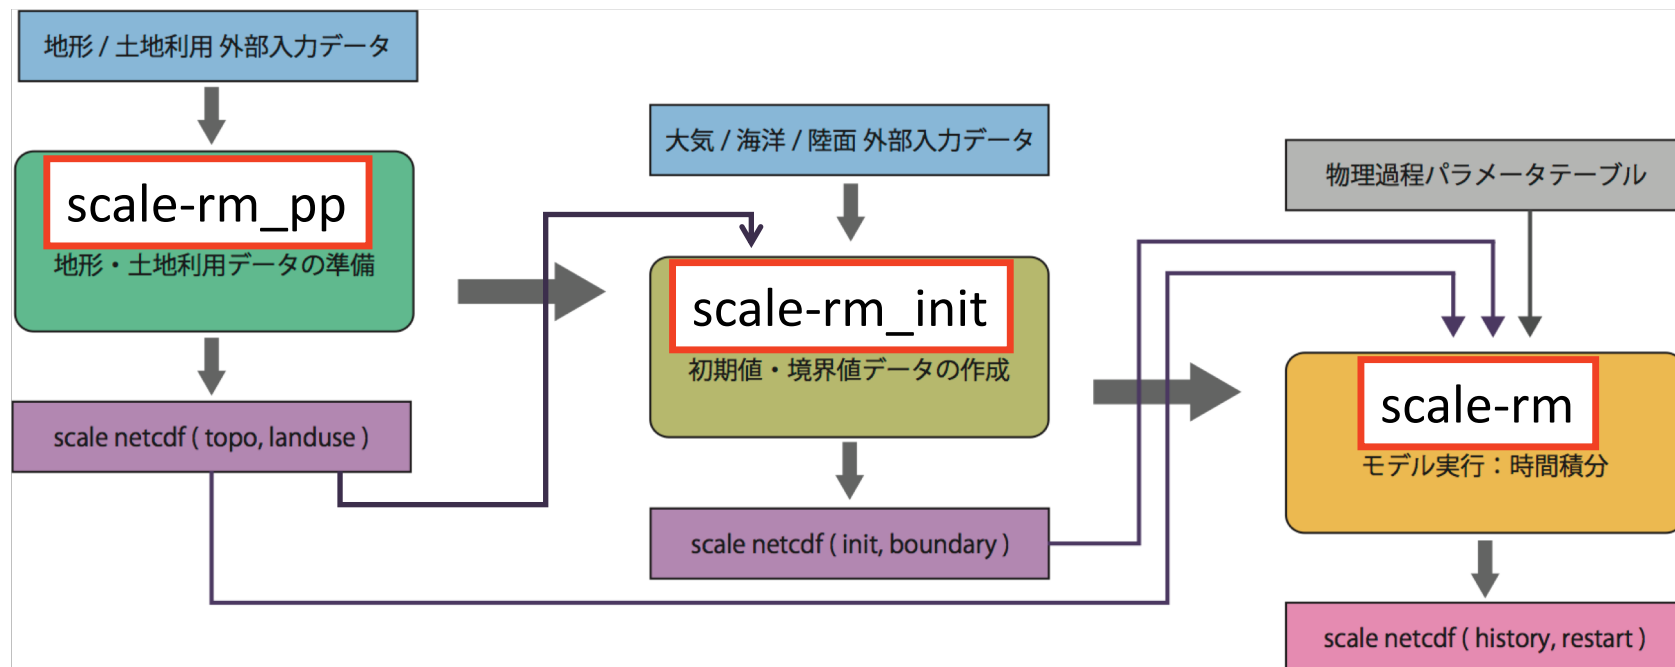 地形 / 土地利用 外部入力データ
scale-rm_pp
地形・土地利用データの準備
scale netcdf ( topo, landuse )
大気 / 海洋 / 陸面 外部入力データ
scale-rm_init
初期値・境界値データの作成
scale netcdf ( init, boundary )
物理過程パラメータテーブル
scale-rm
モデル実行：時間積分
scale netcdf ( history, restart )